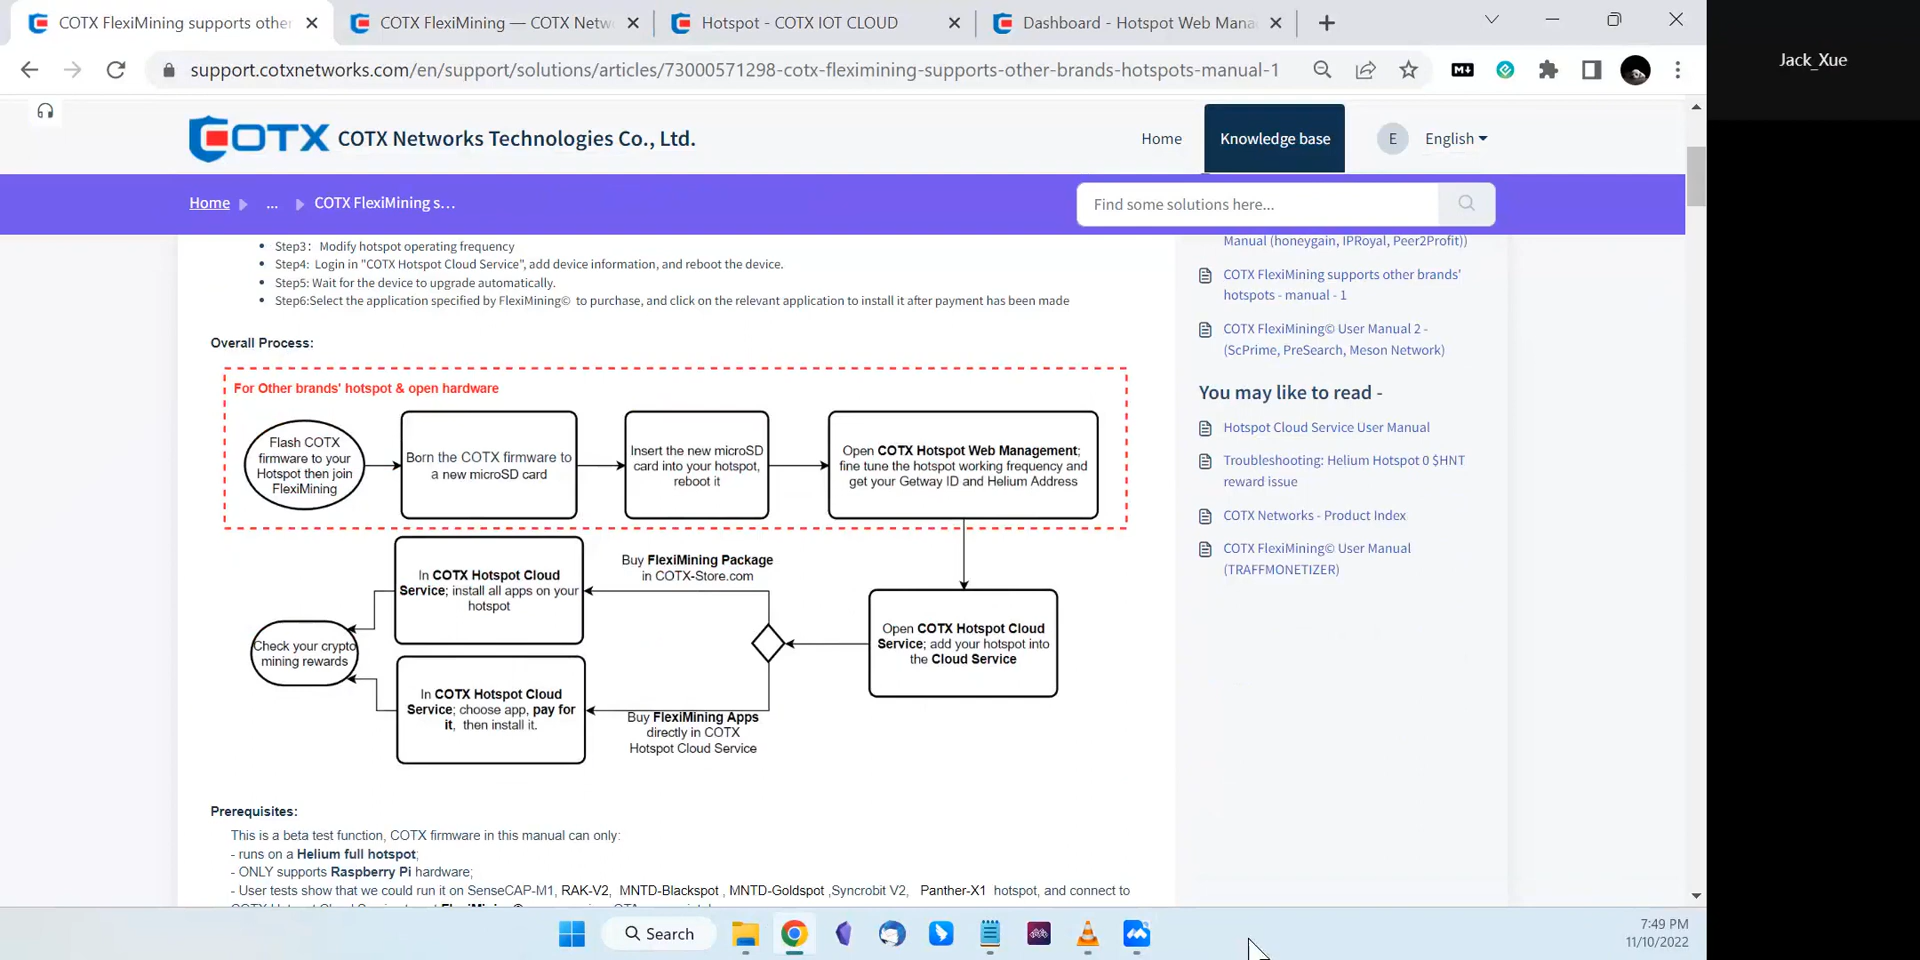 COTX FlexiMining supports other
COTX FlexiMining — COTX Netw
Hotspot - COTX IOT CLOUD
Dashboard - Hotspot Web Mana
Jack_Xue
support.cotxnetworks.com/en/support/solutions/articles/73000571298-cotx-fleximining-supports-other-brands-hotspots-manual-1
COTX COTX Networks Technologies Co., Ltd.
Home
Knowledge base
E
English
Home
...
COTX FlexiMining s...
Find some solutions here...
Step3: Modify hotspot operating frequency
Step4: Login in "COTX Hotspot Cloud Service", add device information, and reboot the device.
Step5: Wait for the device to upgrade automatically.
Step6:Select the application specified by FlexiMining© to purchase, and click on the relevant application to install it after payment has been made
Overall Process:
For Other brands' hotspot & open hardware
Flash COTX
firmware to your
Hotspot then join
FlexiMining
Born the COTX firmware to
a new microSD card
Insert the new microSD
card into your hotspot,
reboot it
Open COTX Hotspot Web Management;
fine tune the hotspot working frequency and
get your Getway ID and Helium Address
Open COTX Hotspot Cloud
Service; add your hotspot into
the Cloud Service
Buy FlexiMining Package
in COTX-Store.com
In COTX Hotspot Cloud
Service; install all apps on your
hotspot
Buy FlexiMining Apps
directly in COTX
Hotspot Cloud Service
In COTX Hotspot Cloud
Service; choose app, pay for
it, then install it.
Check your crypto
mining rewards
Prerequisites:
This is a beta test function, COTX firmware in this manual can only:
- runs on a Helium full hotspot;
- ONLY supports Raspberry Pi hardware;
- User tests show that we could run it on SenseCAP-M1, RAK-V2, MNTD-Blackspot , MNTD-Goldspot ,Syncrobit V2, Panther-X1 hotspot, and connect to
Manual (honeygain, IPRoyal, Peer2Profit))
COTX FlexiMining supports other brands'
hotspots - manual - 1
COTX FlexiMining© User Manual 2 -
(ScPrime, PreSearch, Meson Network)
You may like to read -
Hotspot Cloud Service User Manual
Troubleshooting: Helium Hotspot 0 $HNT
reward issue
COTX Networks - Product Index
COTX FlexiMining© User Manual
(TRAFFMONETIZER)
Search
7:49 PM
11/10/2022